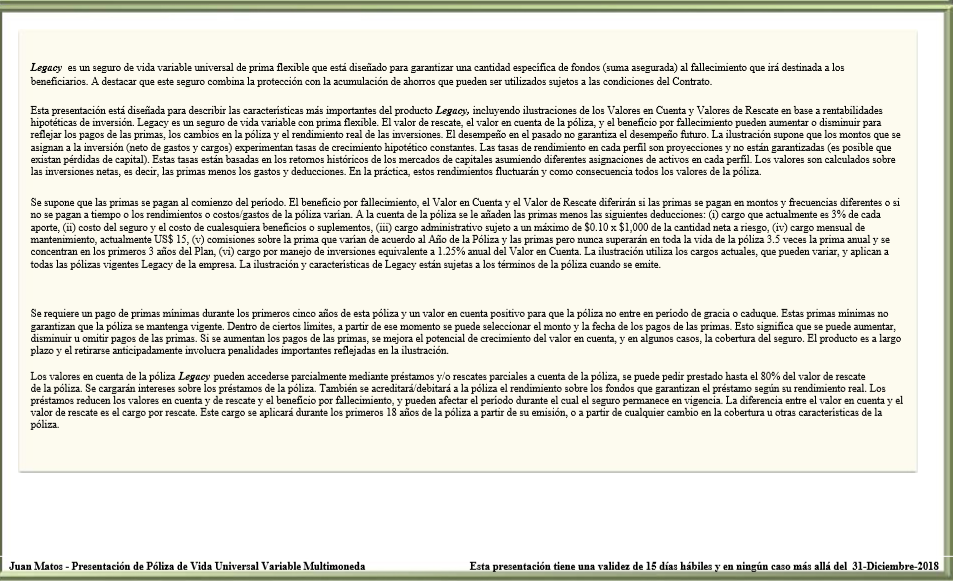 Legacy es un seguro de vida variable universal de prima flexible que está diseñado para garantizar una cantidad especifica de fondos (suma asegurada) al fallecimiento que irá destinada a los
beneficiarios. A destacar que este seguro combina la protección con la acumulación de ahorros que pueden ser utilizados sujetos a las condiciones del Contrato.
Esta presentación está diseñada para describir las características más importantes del producto Legacy, incluyendo ilustraciones de los Valores en Cuenta y Valores de Rescate en base a rentabilidades
hipotéticas de inversión. Legacy es un seguro de vida variable con prima flexible. El valor de rescate, el valor en cuenta de la póliza, y el beneficio por fallecimiento pueden aumentar o disminuir para
reflejar los pagos de las primas, los cambios en la póliza y el rendimiento real de las inversiones. El desempeño en el pasado no garantiza el desempeño futuro. La ilustración supone que los montos que se
asignan a la inversión (neto de gastos y cargos) experimentan tasas de crecimiento hipotético constantes. Las tasas de rendimiento en cada perfil son proyecciones y no están garantizadas (es posible que
existan pérdidas de capital). Estas tasas están basadas en los retornos históricos de los mercados de capitales asumiendo diferentes asignaciones de activos en cada perfil. Los valores son calculados sobre
las inversiones netas, es decir, las primas menos los gastos y deducciones. En la práctica, estos rendimientos fluctuarán y como consecuencia todos los valores de la póliza.
Se supone que las primas se pagan al comienzo del período. El beneficio por fallecimiento, el Valor en Cuenta y el Valor de Rescate diferirán si las primas se pagan en montos y frecuencias diferentes o si
no se pagan a tiempo o los rendimientos o costos/gastos de la póliza varían. A la cuenta de la póliza se le añaden las primas menos las siguientes deducciones: (i) cargo que actualmente es 3% de cada
aporte, (ii) costo del seguro y el costo de cualesquiera beneficios o suplementos, (iii) cargo administrativo sujeto a un máximo de $0.10 x $1,000 de la cantidad neta a riesgo, (iv) cargo mensual de
mantenimiento, actualmente US$ 15, (v) comisiones sobre la prima que varían de acuerdo al Año de la Póliza y las primas pero nunca superarán en toda la vida de la póliza 3.5 veces la prima anual y se
concentran en los primeros 3 años del Plan, (vi) cargo por manejo de inversiones equivalente a 1.25% anual del Valor en Cuenta. La ilustración utiliza los cargos actuales, que pueden variar, y aplican a
todas las pólizas vigentes Legacy de la empresa. La ilustración y características de Legacy están sujetas a los términos de la póliza cuando se emite.
Se requiere un pago de primas mínimas durante los primeros cinco años de esta póliza y un valor en cuenta positivo para que la póliza no entre en periodo de gracia o caduque. Estas primas mínimas no
garantizan que la póliza se mantenga vigente. Dentro de ciertos límites, a partir de ese momento se puede seleccionar el monto y la fecha de los pagos de las primas. Esto significa que se puede aumentar,
disminuir u omitir pagos de las primas. Si se aumentan los pagos de las primas, se mejora el potencial de crecimiento del valor en cuenta, y en algunos casos, la cobertura del seguro. El producto es a largo
plazo y el retirarse anticipadamente involucra penalidades importantes reflejadas en la ilustración.
Los valores en cuenta de la póliza Legacy pueden accederse parcialmente mediante préstamos y/o rescates parciales a cuenta de la póliza, se puede pedir prestado hasta el 80% del valor de rescate
de la póliza. Se cargarán intereses sobre los préstamos de la póliza. También se acreditará/debitará a la póliza el rendimiento sobre los fondos que garantizan el préstamo según su rendimiento real. Los
préstamos reducen los valores en cuenta y de rescate y el beneficio por fallecimiento, y pueden afectar el período durante el cual el seguro permanece en vigencia. La diferencia entre el valor en cuenta y el
valor de rescate es el cargo por rescate. Este cargo se aplicará durante los primeros 18 años de la póliza a partir de su emisión, o a partir de cualquier cambio en la cobertura u otras características de la
póliza.
Juan Matos - Presentación de Póliza de Vida Universal Variable Multimoneda
Esta presentación tiene una validez de 15 días hábiles y en ningún caso más allá del 31-Diciembre-2018